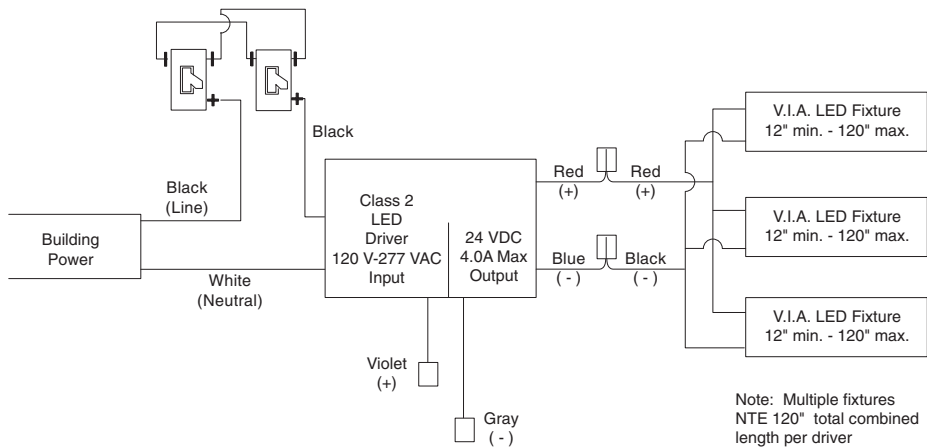 Black
Black
(Line)
Building
Power
White
(Neutral)
Class 2
LED
Driver
120 V-277 VAC
Input
24 VDC
4.0A Max
Output
Red
(+)
Red
(+)
Blue
( - )
Black
( - )
Violet
(+)
Gray
( - )
V.I.A. LED Fixture
12" min. - 120" max.
V.I.A. LED Fixture
12" min. - 120" max.
V.I.A. LED Fixture
12" min. - 120" max.
Note:  Multiple fixtures
NTE 120"  total combined
length per driver